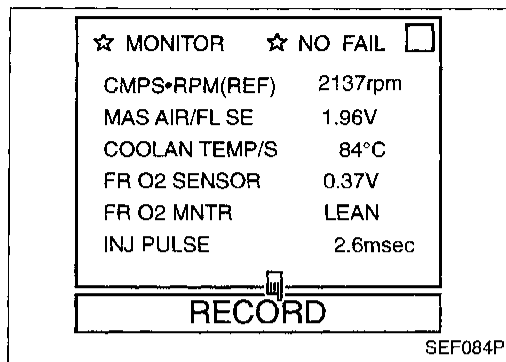 ☆ MONITOR ☆ NO FAIL
CMPS•RPM(REF) 2137rpm
MAS AIR/FL SE 1.96V
COOLAN TEMP/S 84°C
FR O2 SENSOR 0.37V
FR O2 MNTR LEAN
INJ PULSE 2.6msec
RECORD
SEF084P